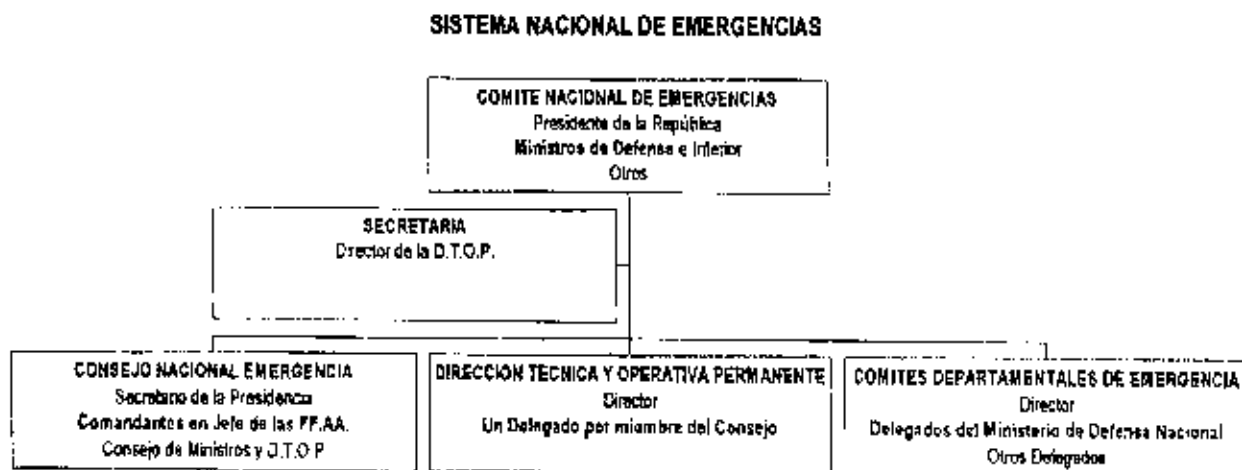 SISTEMA NACIONAL DE EMERGENCIAS
COMITE NACIONAL DE EMERGENCIAS
Presidente de la República
Ministros de Defensa e Interior
Otros
SECRETARIA
Director de la D.T.O.P.
CONSEJO NACIONAL EMERGENCIA
Secretario de la Presidencia
Comandantes en Jefe de las FF.AA.
Consejo de Ministros y D.T.O.P
DIRECCION TECNICA Y OPERATIVA PERMANENTE
Director
Un Delegado por miembro del Consejo
COMITES DEPARTAMENTALES DE EMERGENCIA
Director
Delegados del Ministerio de Defensa Nacional
Otros Delegados